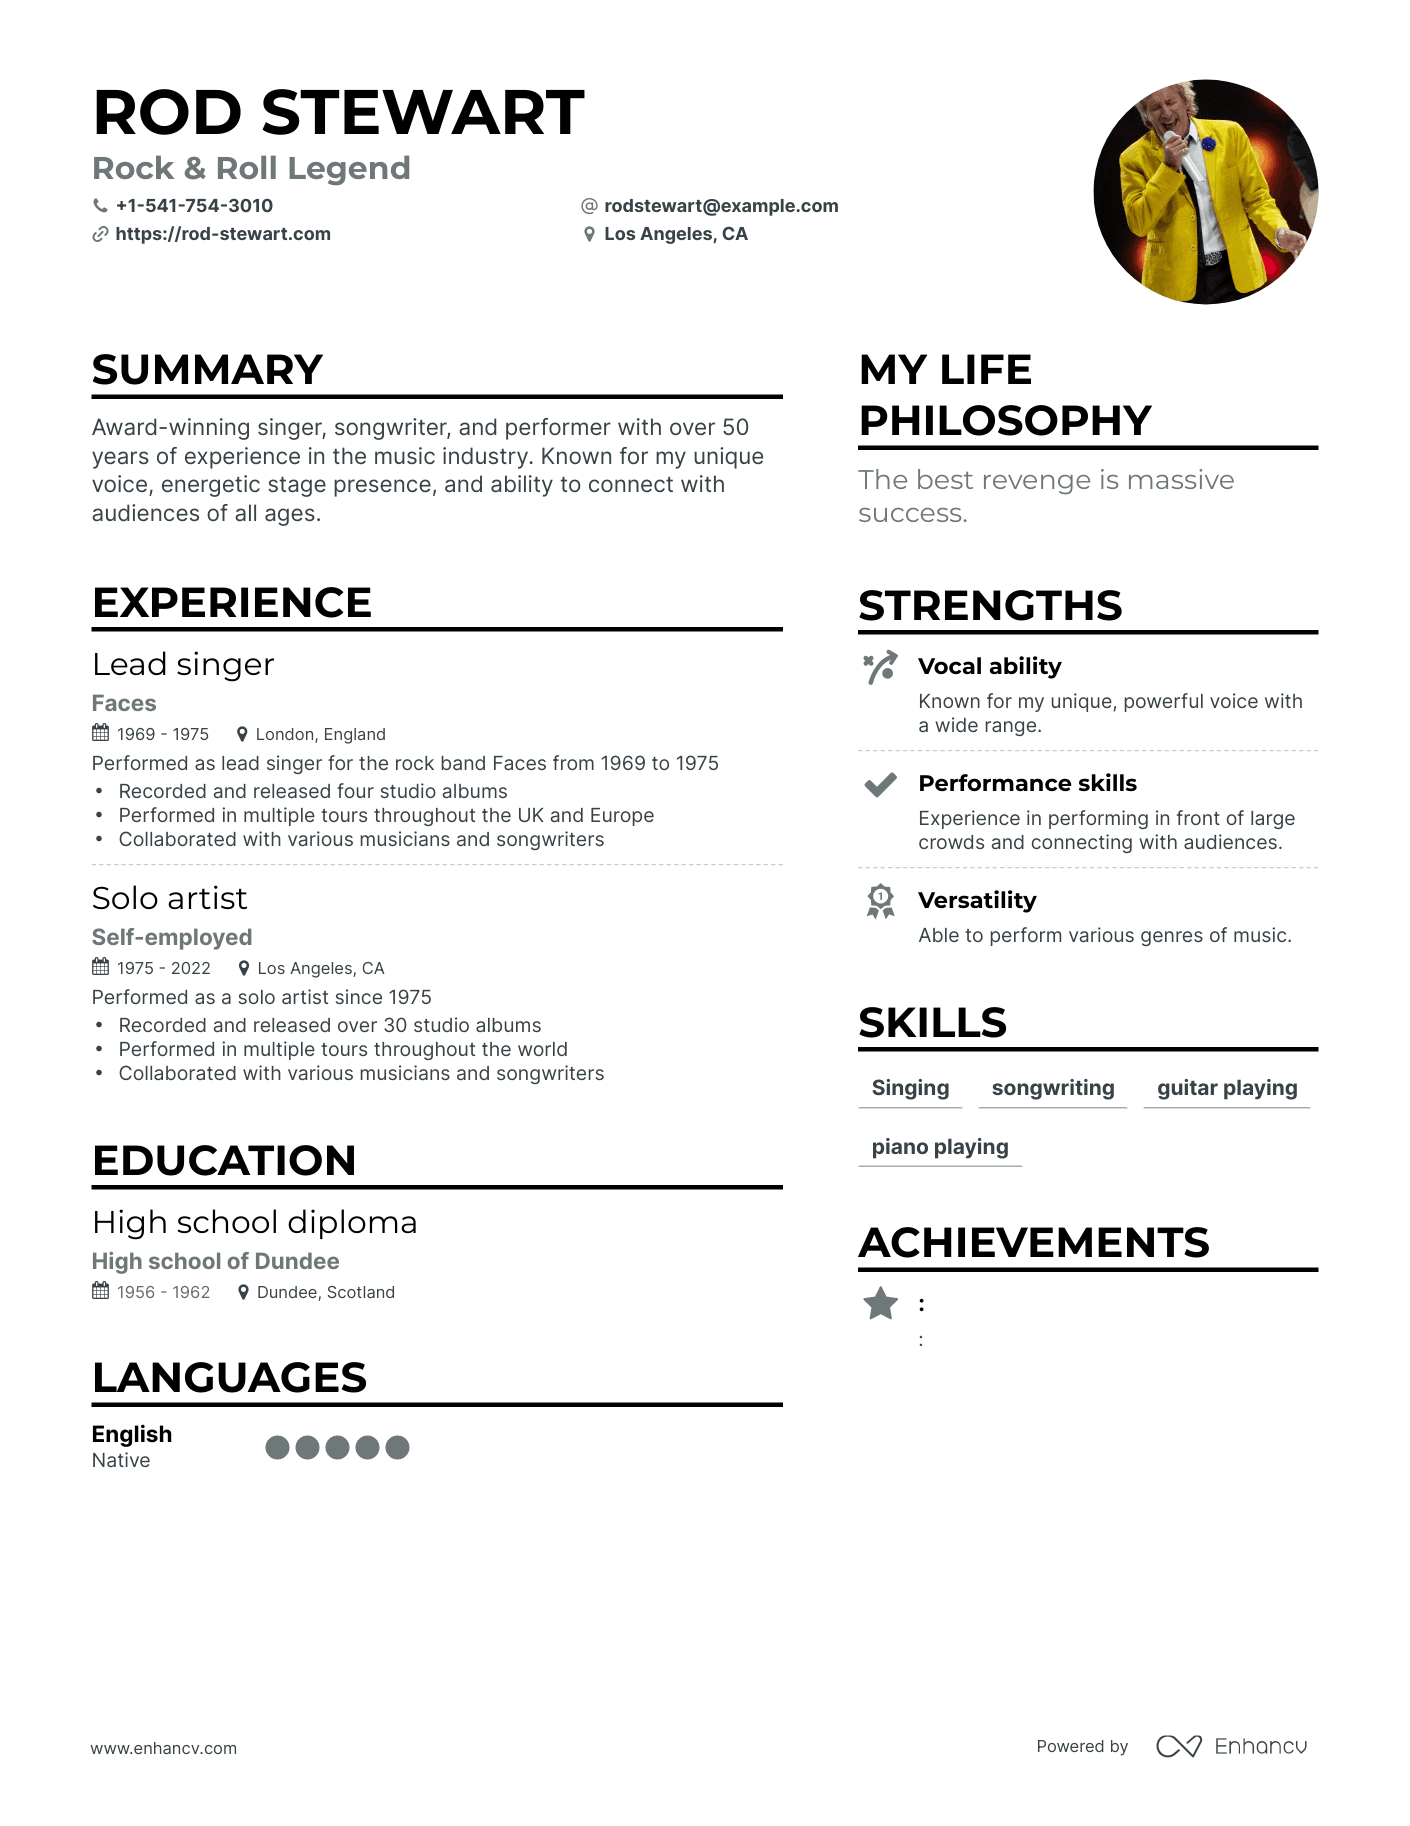 ROD STEWART
Rock & Roll Legend
+1-541-754-3010
@ rodstewart@example.com
https://rod-stewart.com
Los Angeles, CA
SUMMARY
Award-winning singer, songwriter, and performer with over 50
years of experience in the music industry. Known for my unique
voice, energetic stage presence, and ability to connect with
audiences of all ages.
EXPERIENCE
Lead singer
Faces
1969 - 1975
London, England
Performed as lead singer for the rock band Faces from 1969 to 1975
• Recorded and released four studio albums
• Performed in multiple tours throughout the UK and Europe
• Collaborated with various musicians and songwriters
Solo artist
Self-employed
1975 - 2022
Los Angeles, CA
Performed as a solo artist since 1975
• Recorded and released over 30 studio albums
• Performed in multiple tours throughout the world
• Collaborated with various musicians and songwriters
EDUCATION
High school diploma
High school of Dundee
1956 - 1962
Dundee, Scotland
LANGUAGES
English
Native
MY LIFE
PHILOSOPHY
The best revenge is massive
success.
STRENGTHS
Vocal ability
Known for my unique, powerful voice with
a wide range.
Performance skills
Experience in performing in front of large
crowds and connecting with audiences.
1
Versatility
Able to perform various genres of music.
SKILLS
Singing
songwriting
guitar playing
piano playing
ACHIEVEMENTS
:
:
www.enhancv.com
Powered by
Enhancv